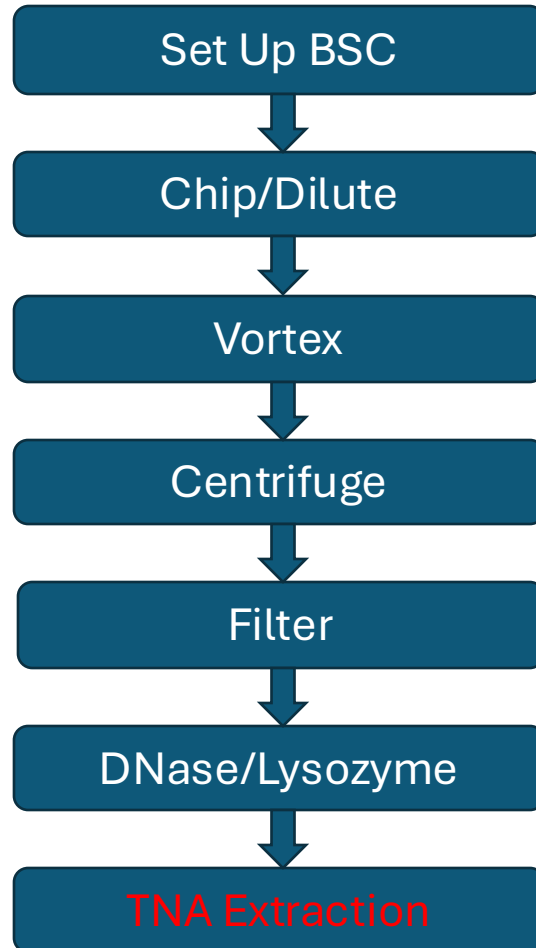 Set Up BSC
Chip/Dilute
Vortex
Centrifuge
Filter
DNase/Lysozyme
TNA Extraction